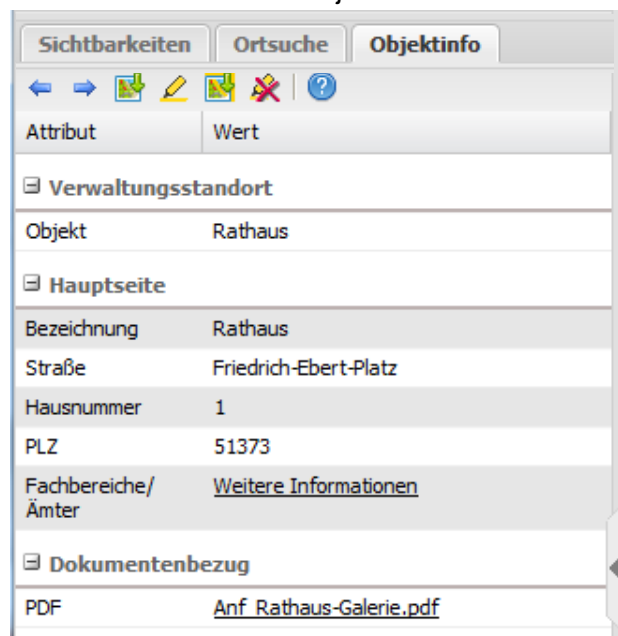 Sichtbarkeiten Ortsuche Objektinfo
Attribut Wert
Verwaltungsstandort
Objekt Rathaus
Hauptseite
Bezeichnung Rathaus
Straße Friedrich-Ebert-Platz
Hausnummer 1
PLZ 51373
Fachbereiche/ Weitere Informationen
Ämter
Dokumentenbezug
PDF Anf_Rathaus-Galerie.pdf